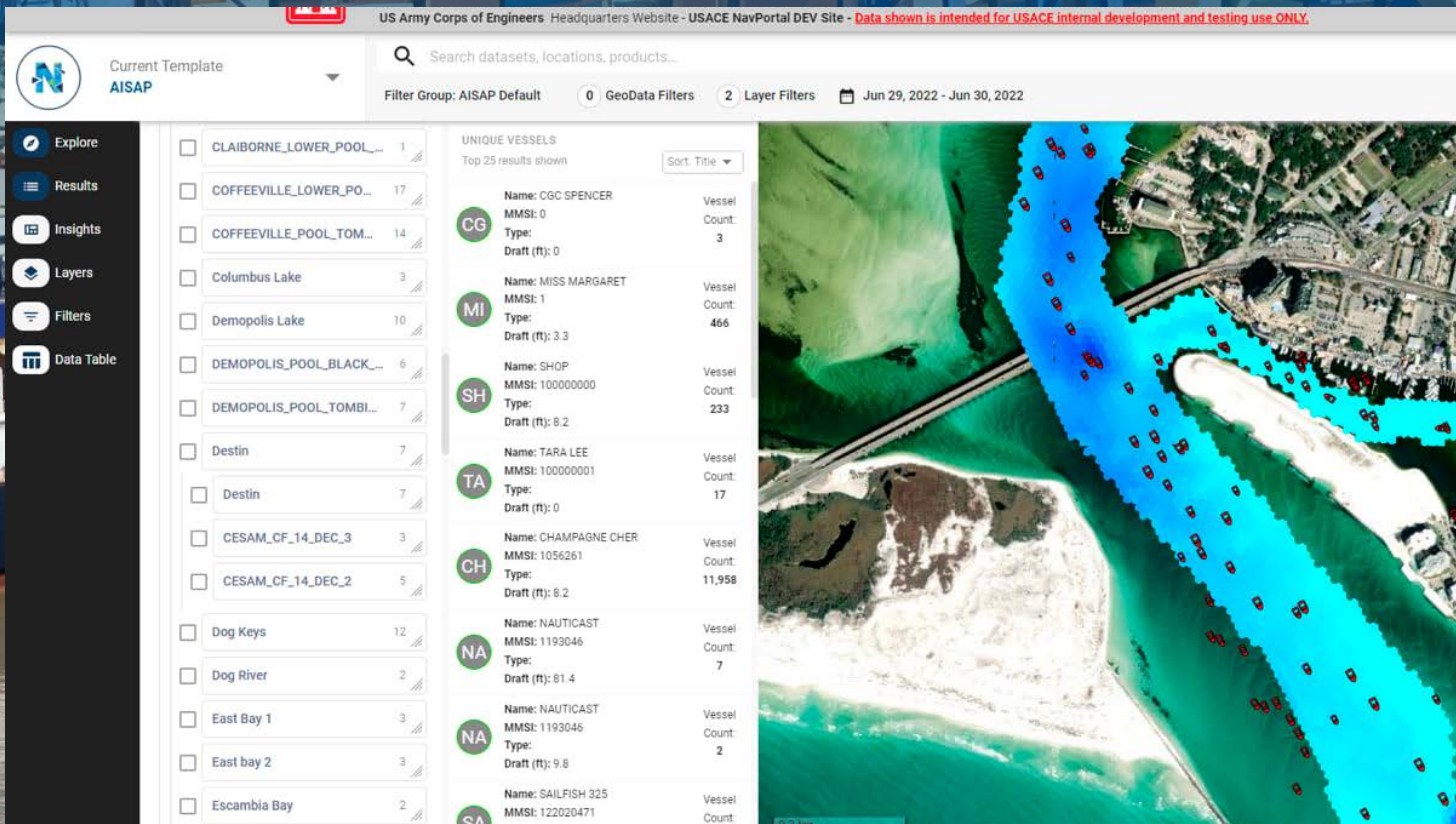 US Army Corps of Engineers Headquarters Website - USACE NavPortal DEV Site - Data shown is intended for USACE internal development and testing use ONLY.
N
Current Template
AISAP
Search datasets, locations, products...
Filter Group: AISAP Default 0 GeoData Filters 2 Layer Filters Jun 29, 2022 - Jun 30, 2022
Explore
Results
Insights
Layers
Filters
Data Table
CLAIBORNE_LOWER_POOL_... 1
COFFEEVILLE_LOWER_PO... 17
COFFEEVILLE_POOL_TOM... 14
Columbus Lake 3
Demopolis Lake 10
DEMOPOLIS_POOL_BLACK_... 6
DEMOPOLIS_POOL_TOMBI... 7
Destin 7
Destin 7
CESAM_CF_14_DEC_3 3
CESAM_CF_14_DEC_2 5
Dog Keys 12
Dog River 2
East Bay 1 3
East bay 2 3
Escambia Bay 2
UNIQUE VESSELS
Top 25 results shown
Sort: Title
CG
Name: CGC SPENCER
MMSI: 0
Type:
Draft (ft): 0
Vessel
Count:
3
MI
Name: MISS MARGARET
MMSI: 1
Type:
Draft (ft): 3.3
Vessel
Count:
466
SH
Name: SHOP
MMSI: 100000000
Type:
Draft (ft): 8.2
Vessel
Count:
233
TA
Name: TARA LEE
MMSI: 100000001
Type:
Draft (ft): 0
Vessel
Count:
17
CH
Name: CHAMPAGNE CHER
MMSI: 1056261
Type:
Draft (ft): 8.2
Vessel
Count:
11,958
NA
Name: NAUTICAST
MMSI: 1193046
Type:
Draft (ft): 81.4
Vessel
Count:
7
NA
Name: NAUTICAST
MMSI: 1193046
Type:
Draft (ft): 9.8
Vessel
Count:
2
SA
Name: SAILFISH 325
MMSI: 122020471
Vessel
Count: